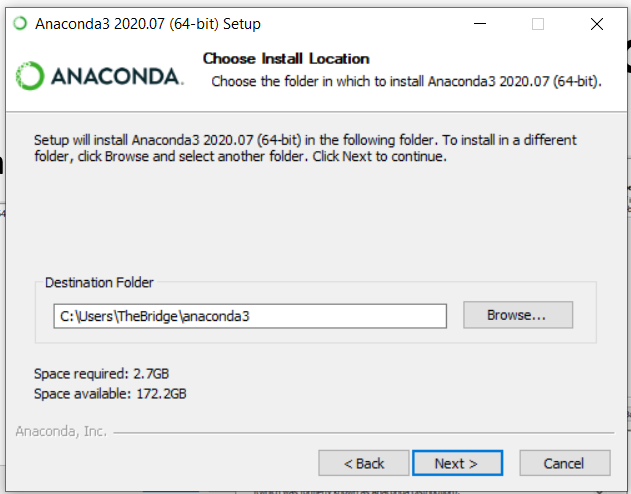 Anaconda3 2020.07 (64-bit) Setup
ANACONDA.
Choose Install Location
Choose the folder in which to install Anaconda3 2020.07 (64-bit).
Setup will install Anaconda3 2020.07 (64-bit) in the following folder. To install in a different
folder, click Browse and select another folder. Click Next to continue.
Destination Folder
C:\Users\TheBridge\anaconda3
Browse...
Space required: 2.7GB
Space available: 172.2GB
Anaconda, Inc.
< Back
Next >
Cancel